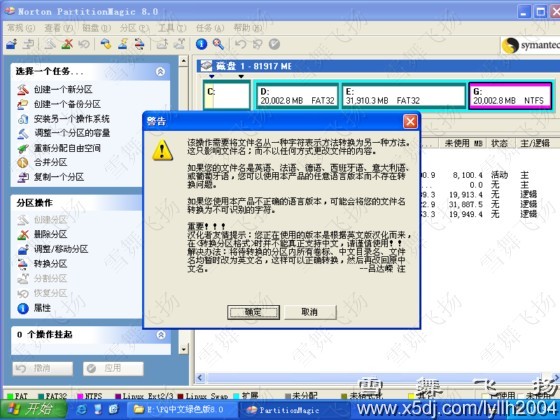 Norton PartitionMagic 8.0
常规(G) 查看(V) 磁盘(D) 分区(P) 工具(T) 任务(A) 帮助(H)
symantec
选择一个任务...
创建一个新分区
创建一个备份分区
安装另一个操作系统
调整一个分区的容量
重新分配自由空间
合并分区
复制一个分区
分区操作
创建分区
删除分区
调整/移动分区
转换分区
分割分区
恢复分区
属性
0 个操作挂起
撤消
应用
磁盘 1 - 81917 MB
C:
D:
20,002.8 MB FAT32
E:
31,910.3 MB FAT32
G:
20,002.8 MB NTFS
未使用 MB 状态 主/逻辑
8,100.4 活动 主
无 逻辑
19,913.4 无 逻辑
31,887.5 无 逻辑
19,949.4 无 逻辑
警告
该操作需要将文件名从一种字符表示方法转换为另一种方法。
这只影响文件名；而不以任何方式更改文件的内容。
如果您的文件名是英语、法语、德语、西班牙语、意大利语、
或葡萄牙语，您可以使用本产品的任意语言版本而不存在转
换问题。
如果您使用本产品不正确的语言版本，可能会将您的文件名
转换为不可识别的字符。
重要!!!
汉化者友情提示：您正在使用的版本是根据英文版汉化而来，
在《转换分区格式》时并不能真正支持中文，请谨慎使用!!
解决办法：将待转换的分区内所有卷标、中文目录名、文件
名均暂时改为英文名，这样可以正确转换，然后再改回原中
文名。 --吕达嵘 注
确定
取消
FAT FAT32 NTFS Linux Ext2/3 Linux Swap 扩展 未分配
开始
H:\PQ中文绿色版8.0
PartitionMagic
雪舞飞扬
www.x5dj.com/lyllh2004